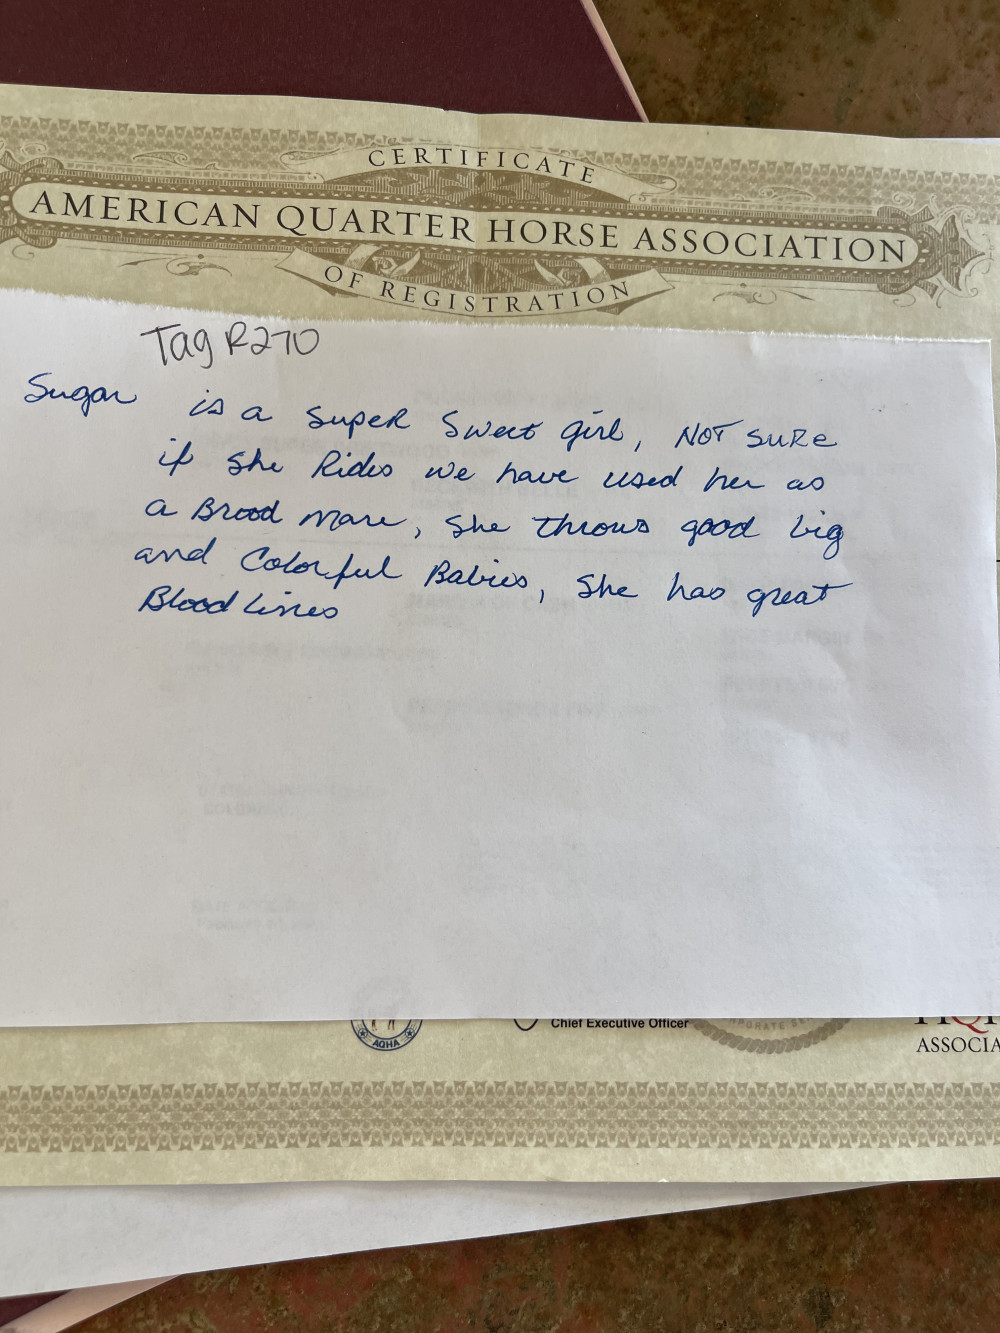 CERTIFICATE
AMERICAN QUARTER HORSE ASSOCIATION
OF REGISTRATION
Tag R270
Sugar is a super sweet girl, NOT SURE
if she Rides we have used her as
a Brood mare, she throws good big
and Colorful Babies, she has great
Blood Lines
AQHA
Chief Executive Officer
ASSOCIA